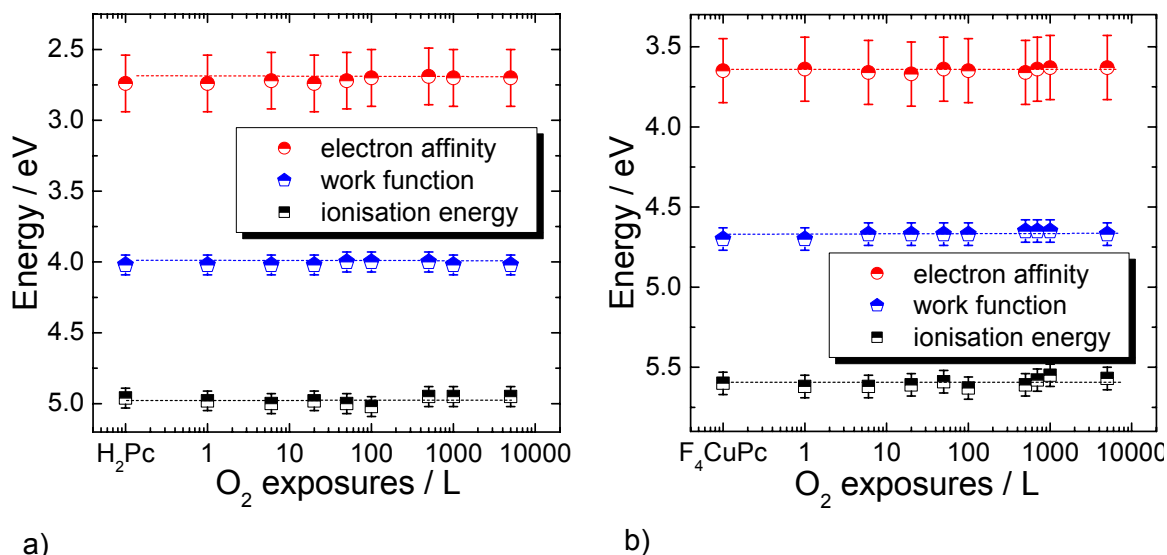 2.5
3.0
3.5
4.0
4.5
5.0
Energy / eV
electron affinity
work function
ionisation energy
H₂Pc 1 10 100 1000 10000
O₂ exposures / L
a)
3.5
4.0
4.5
5.0
5.5
Energy / eV
electron affinity
work function
ionisation energy
F₄CuPc 1 10 100 1000 10000
O₂ exposures / L
b)